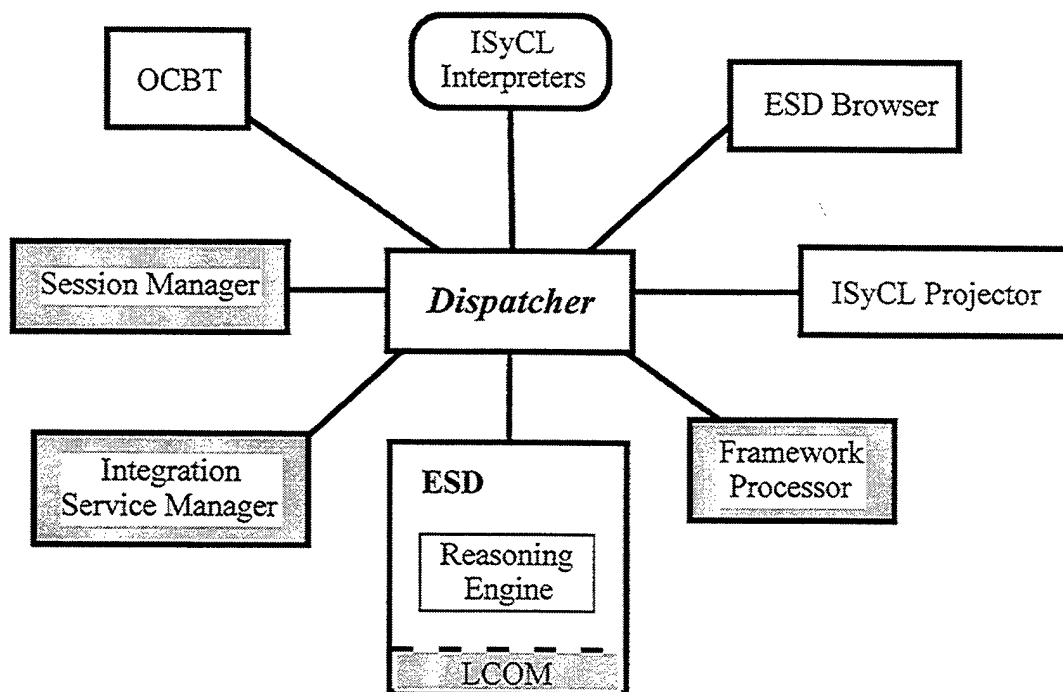 ISyCL
Interpreters
OCBT
ESD Browser
Session Manager
Dispatcher
ISyCL Projector
Integration
Service Manager
ESD
Framework
Processor
Reasoning
Engine
LCOM